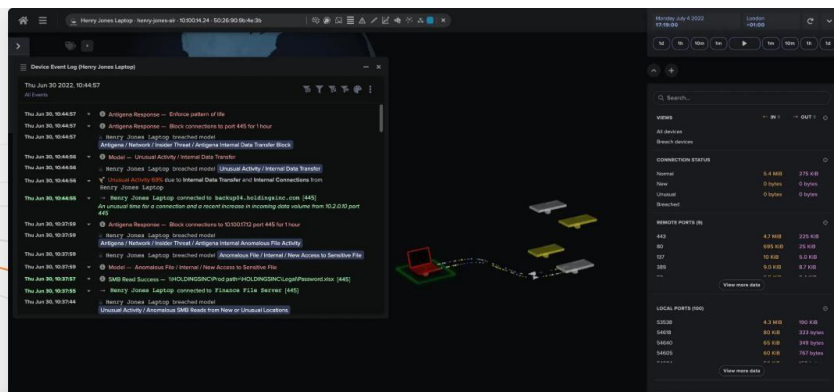 Henry Jones Laptop · henry-jones-air · 10.100.14.24 · 50:26:90:9b:4e:3b
Monday July 4 2022
17:19:00
London
+01:00
1d 1h 10m 1m 1m 10m 1h 1d
Device Event Log (Henry Jones Laptop)
Thu Jun 30 2022, 10:44:57
All Events
Thu Jun 30, 10:44:57 Antigena Response — Enforce pattern of life
Thu Jun 30, 10:44:57 Antigena Response — Block connections to port 445 for 1 hour
Thu Jun 30, 10:44:57 Henry Jones Laptop breached model
Antigena / Network / Insider Threat / Antigena Internal Data Transfer Block
Thu Jun 30, 10:44:56 Model — Unusual Activity / Internal Data Transfer
Thu Jun 30, 10:44:56 Henry Jones Laptop breached model Unusual Activity / Internal Data Transfer
Thu Jun 30, 10:44:56 Unusual Activity 63% due to Internal Data Transfer and Internal Connections from
Henry Jones Laptop
Thu Jun 30, 10:44:55 → Henry Jones Laptop connected to backup04.holdingsinc.com [445]
An unusual time for a connection and a recent increase in incoming data volume from 10.2.0.10 port
445
Thu Jun 30, 10:37:59 Antigena Response — Block connections to 10.100.17.12 port 445 for 1 hour
Thu Jun 30, 10:37:59 Henry Jones Laptop breached model
Antigena / Network / Insider Threat / Antigena Internal Anomalous File Activity
Thu Jun 30, 10:37:59 Henry Jones Laptop breached model Anomalous File / Internal / New Access to Sensitive File
Thu Jun 30, 10:37:59 Model — Anomalous File / Internal / New Access to Sensitive File
Thu Jun 30, 10:37:57 SMB Read Success —
Thu Jun 30, 10:37:55 → Henry Jones Laptop connected to Finance File Server [445]
Thu Jun 30, 10:37:44 Henry Jones Laptop breached model
Unusual Activity / Anomalous SMB Reads from New or Unusual Locations
Search...
VIEWS ← IN → OUT
All devices
Breach devices
CONNECTION STATUS
Normal 5.4 MiB 275 KiB
New 0 bytes 0 bytes
Unusual 0 bytes 0 bytes
Breached
REMOTE PORTS (9)
443 4.7 MiB 225 KiB
80 595 KiB 25 KiB
137 10 KiB 5.0 KiB
389 9.0 KiB 8.7 KiB
View more data
LOCAL PORTS (100)
53538 4.3 MiB 190 KiB
54618 80 KiB 323 bytes
54640 65 KiB 349 bytes
54605 60 KiB 767 bytes
View more data